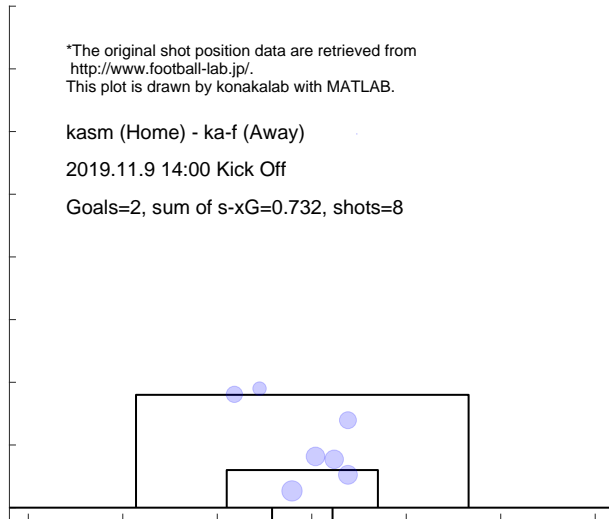 *The original shot position data are retrieved from
http://www.football-lab.jp/.
This plot is drawn by konakalab with MATLAB.
kasm (Home) - ka-f (Away)
2019.11.9 14:00 Kick Off
Goals=2, sum of s-xG=0.732, shots=8